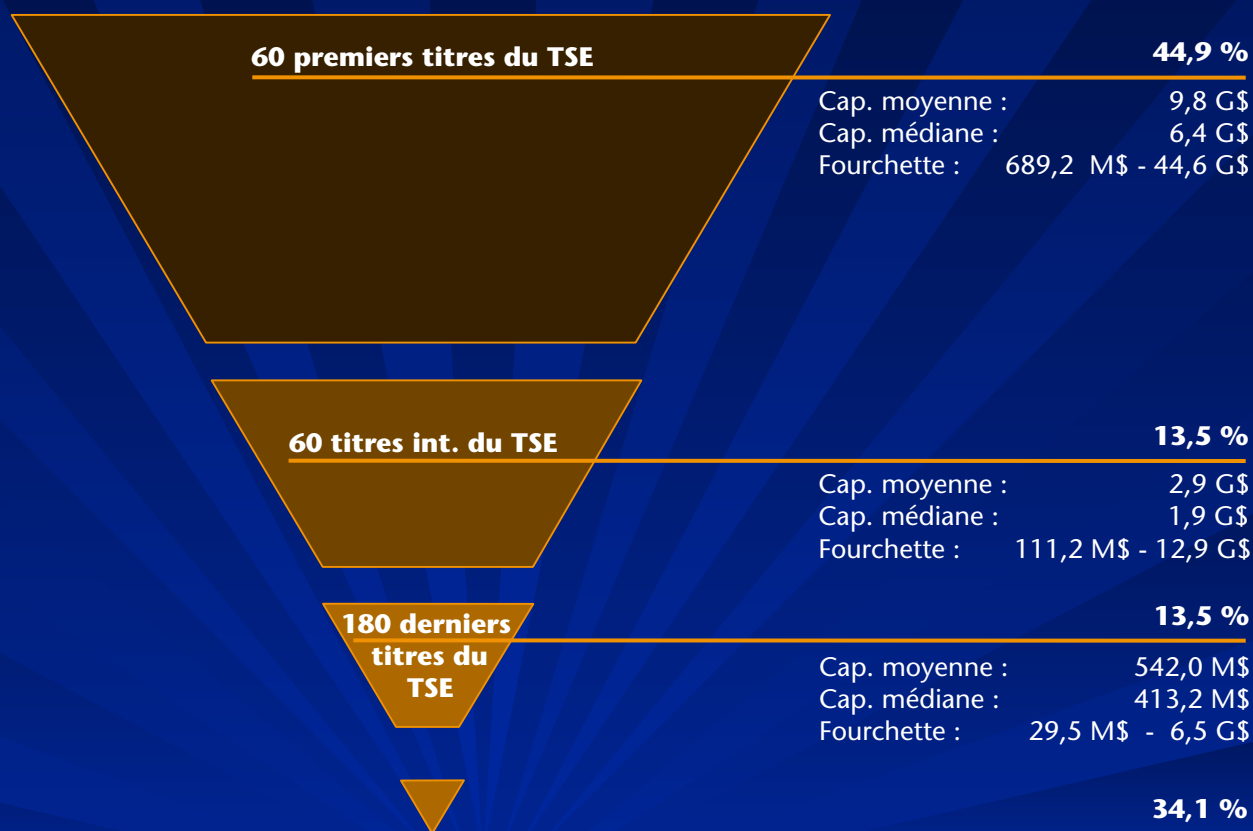 60 premiers titres du TSE 44,9 %
Cap. moyenne : 9,8 G$
Cap. médiane : 6,4 G$
Fourchette : 689,2 M$ - 44,6 G$
60 titres int. du TSE 13,5 %
Cap. moyenne : 2,9 G$
Cap. médiane : 1,9 G$
Fourchette : 111,2 M$ - 12,9 G$
180 derniers
titres du
TSE
13,5 %
Cap. moyenne : 542,0 M$
Cap. médiane : 413,2 M$
Fourchette : 29,5 M$ - 6,5 G$
34,1 %